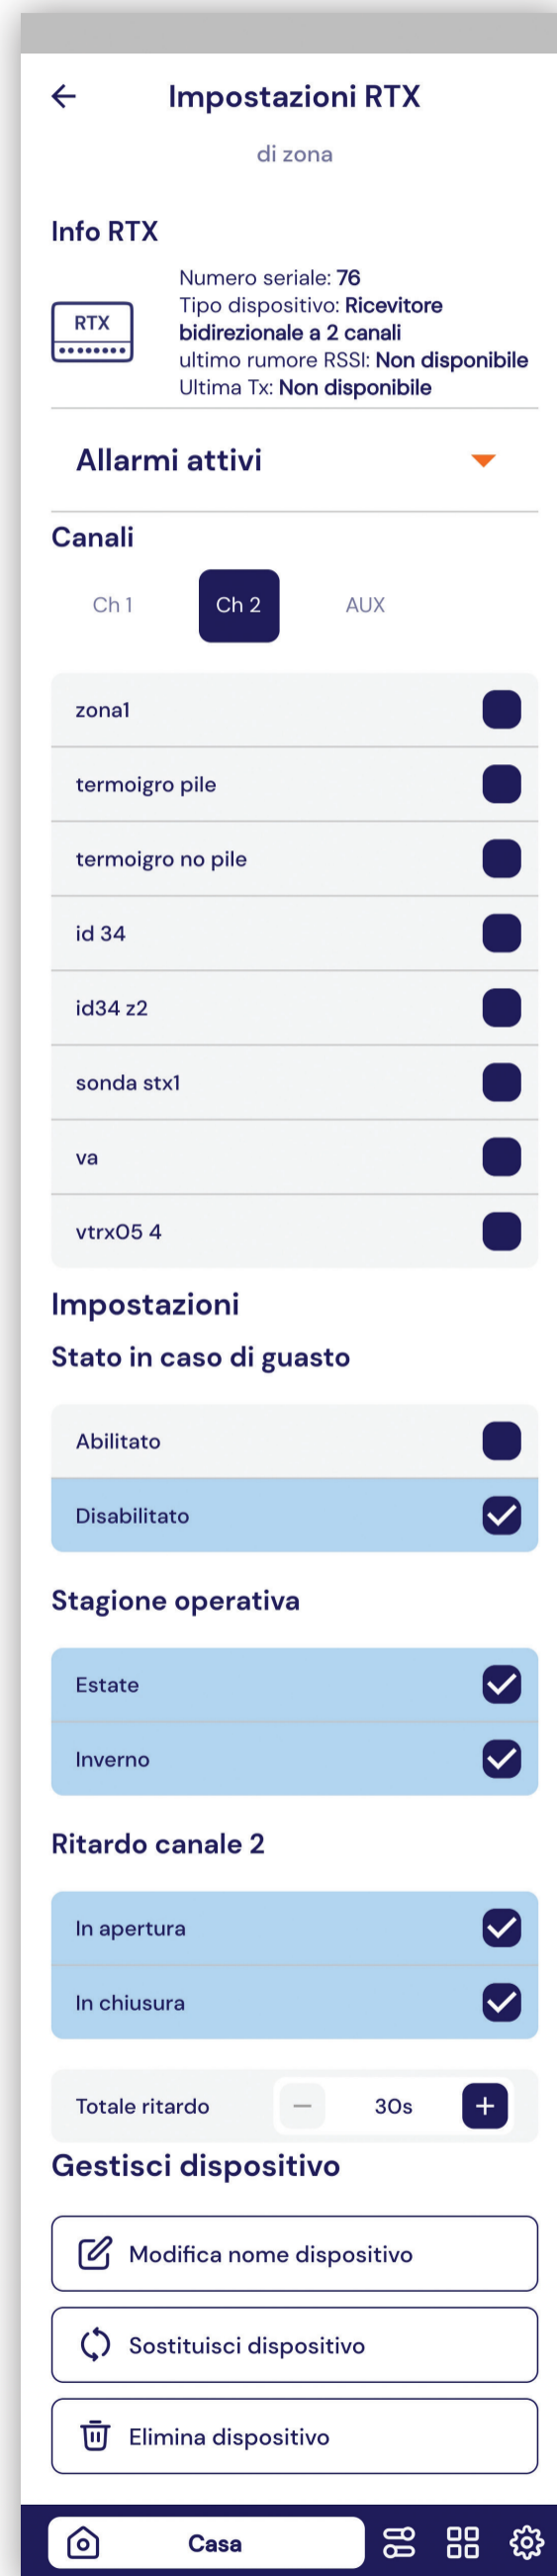 Impostazioni RTX
di zona
Info RTX
RTX
Numero seriale: 76
Tipo dispositivo: Ricevitore
bidirezionale a 2 canali
ultimo rumore RSSI: Non disponibile
Ultima Tx: Non disponibile
Allarmi attivi
Canali
Ch 1 Ch 2 AUX
zona1
termoigro pile
termoigro no pile
id 34
id34 z2
sonda stx1
va
vtrx05 4
Impostazioni
Stato in caso di guasto
Abilitato
Disabilitato
Stagione operativa
Estate
Inverno
Ritardo canale 2
In apertura
In chiusura
Totale ritardo − 30s +
Gestisci dispositivo
Modifica nome dispositivo
Sostituisci dispositivo
Elimina dispositivo
Casa